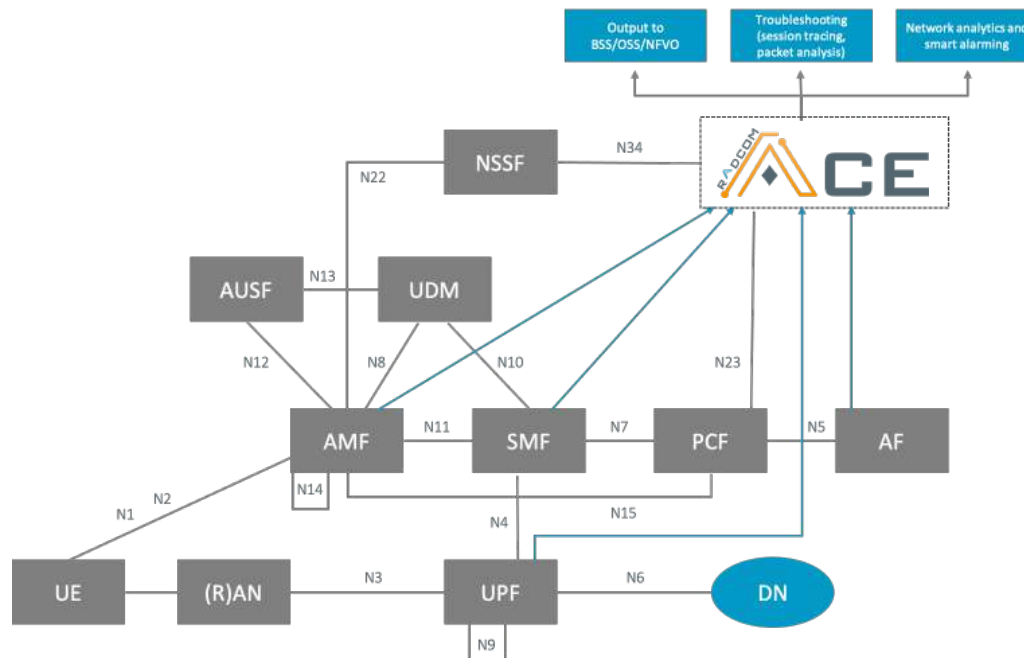 Output to
BSS/OSS/NFVO
Troubleshooting
(session tracing,
packet analysis)
Network analytics and
smart alarming
RADCOM
ACE
NSSF
N34
N22
AUSF
N13
UDM
N12
N8
N10
N23
AMF
N11
SMF
N7
PCF
N5
AF
N14
N2
N1
N4
N15
UE
(R)AN
N3
UPF
N6
DN
N9